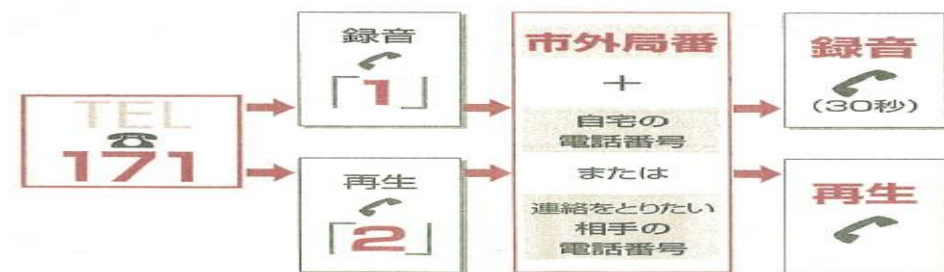 TEL
171
録音
「1」
再生
「2」
市外局番
+
自宅の
電話番号
または
連絡をとりたい
相手の
電話番号
録音
(30秒)
再生